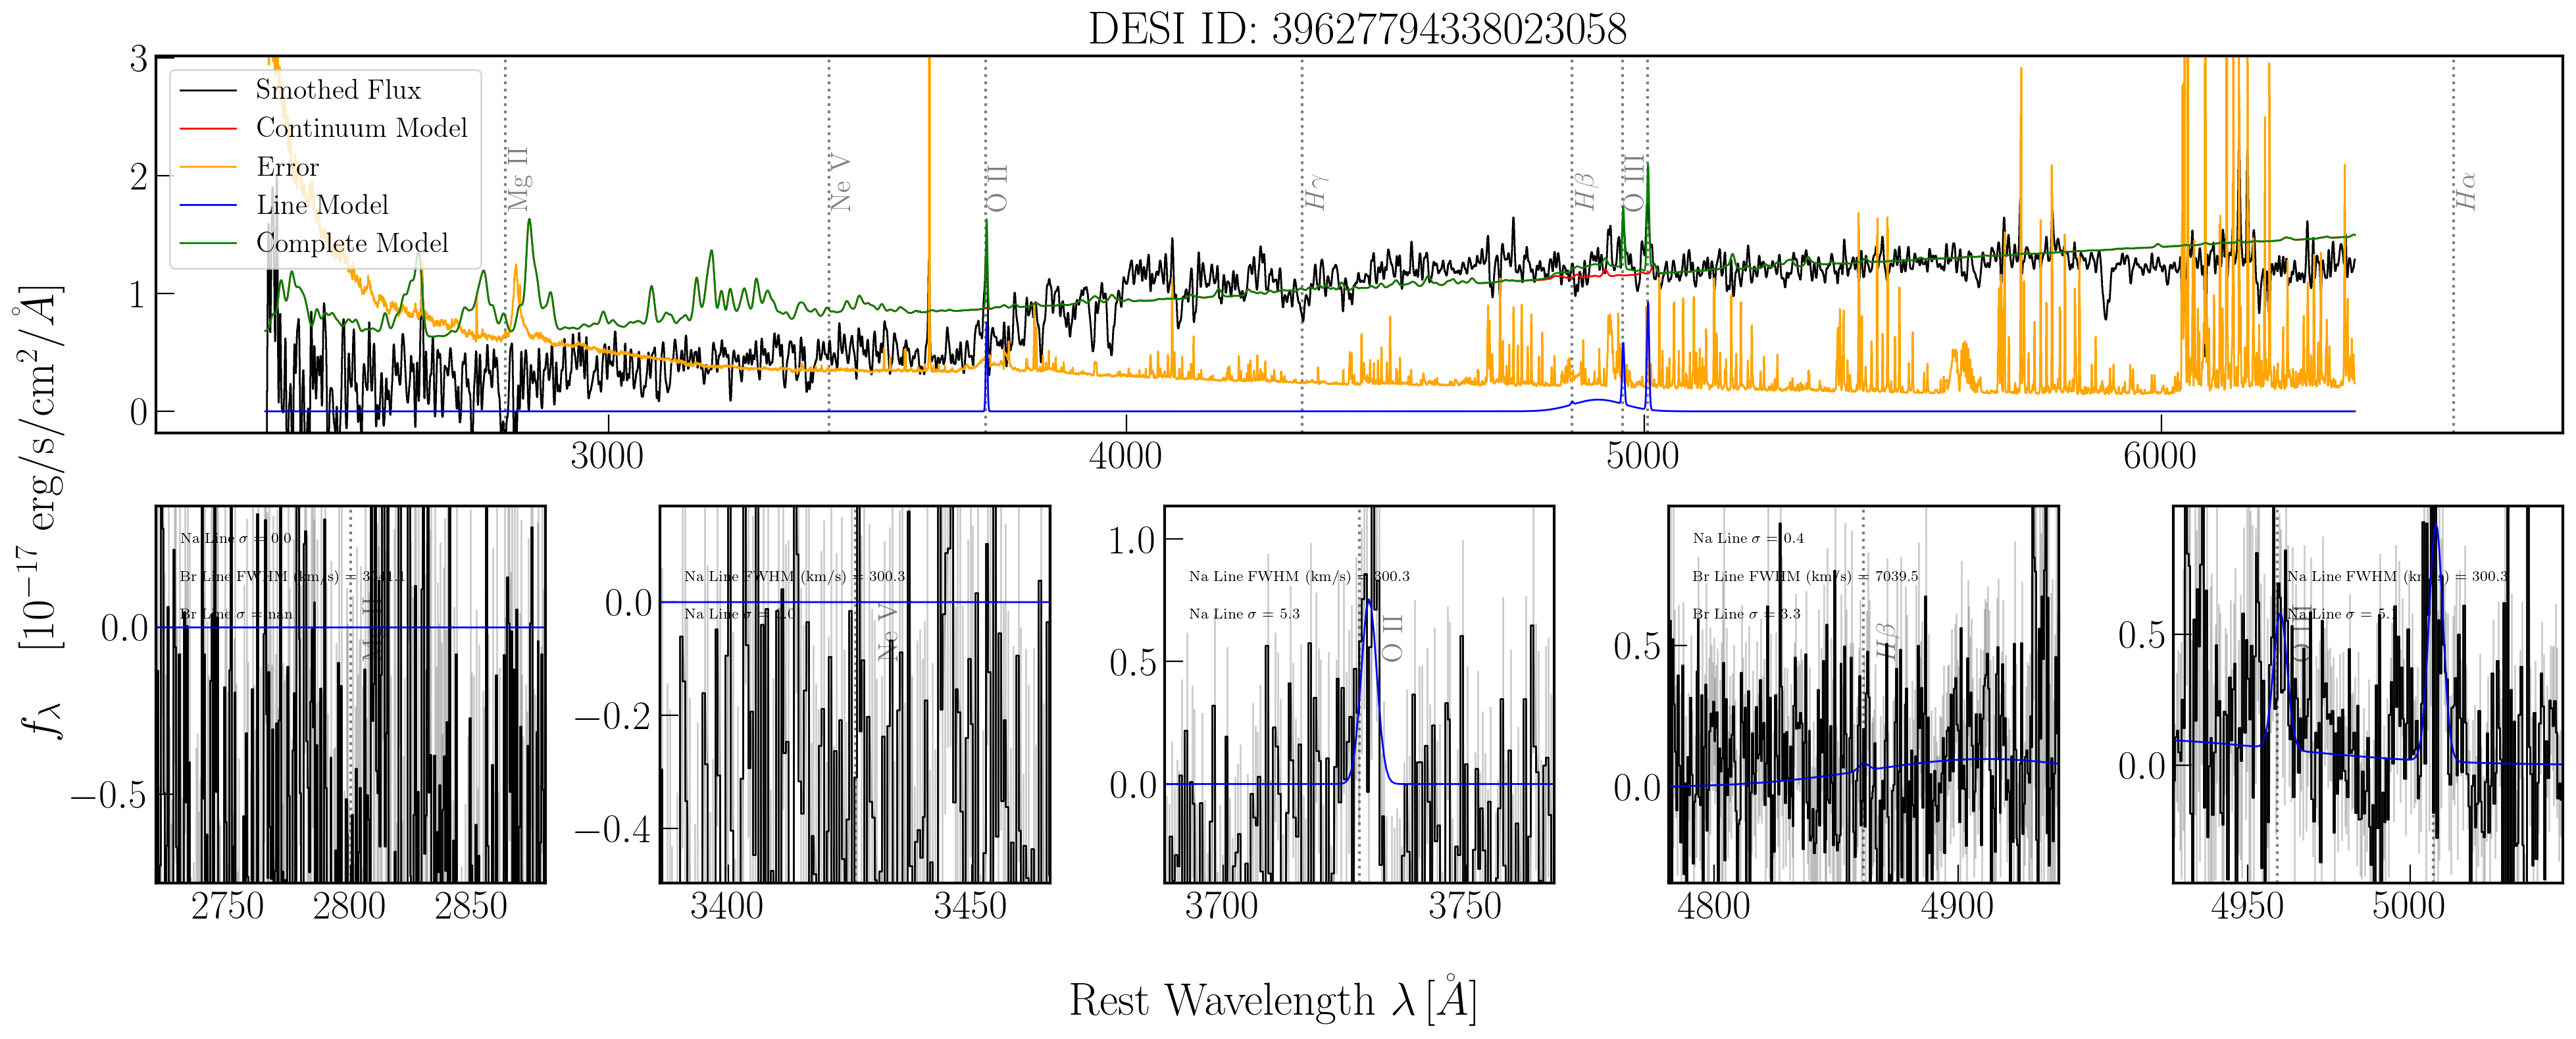 DESI ID: 39627794338023058
3
2
1
0
Smothed Flux
Continuum Model
Error
Line Model
Complete Model
Mg II
Ne V
O II
Hγ
Hβ
O III
Hα
3000 4000 5000 6000
f_λ [10^{-17} erg/s/cm^2/Å]
Na Line σ = 0.0
Br Line σ = nan
0.0
−0.5
2750 2800 2850
Na Line FWHM (km/s) = 300.3
Ne V
0.0
−0.2
−0.4
3400 3450
Na Line FWHM (km/s) = 300.3
Na Line σ = 5.3
O II
1.0
0.5
0.0
3700 3750
Na Line σ = 0.4
Br Line FWHM (km/s) = 7039.5
Br Line σ = 3.3
Hβ
0.5
0.0
4800 4900
Na Line FWHM (km/s) = 300.3
0.5
0.0
4950 5000
Rest Wavelength λ [Å]